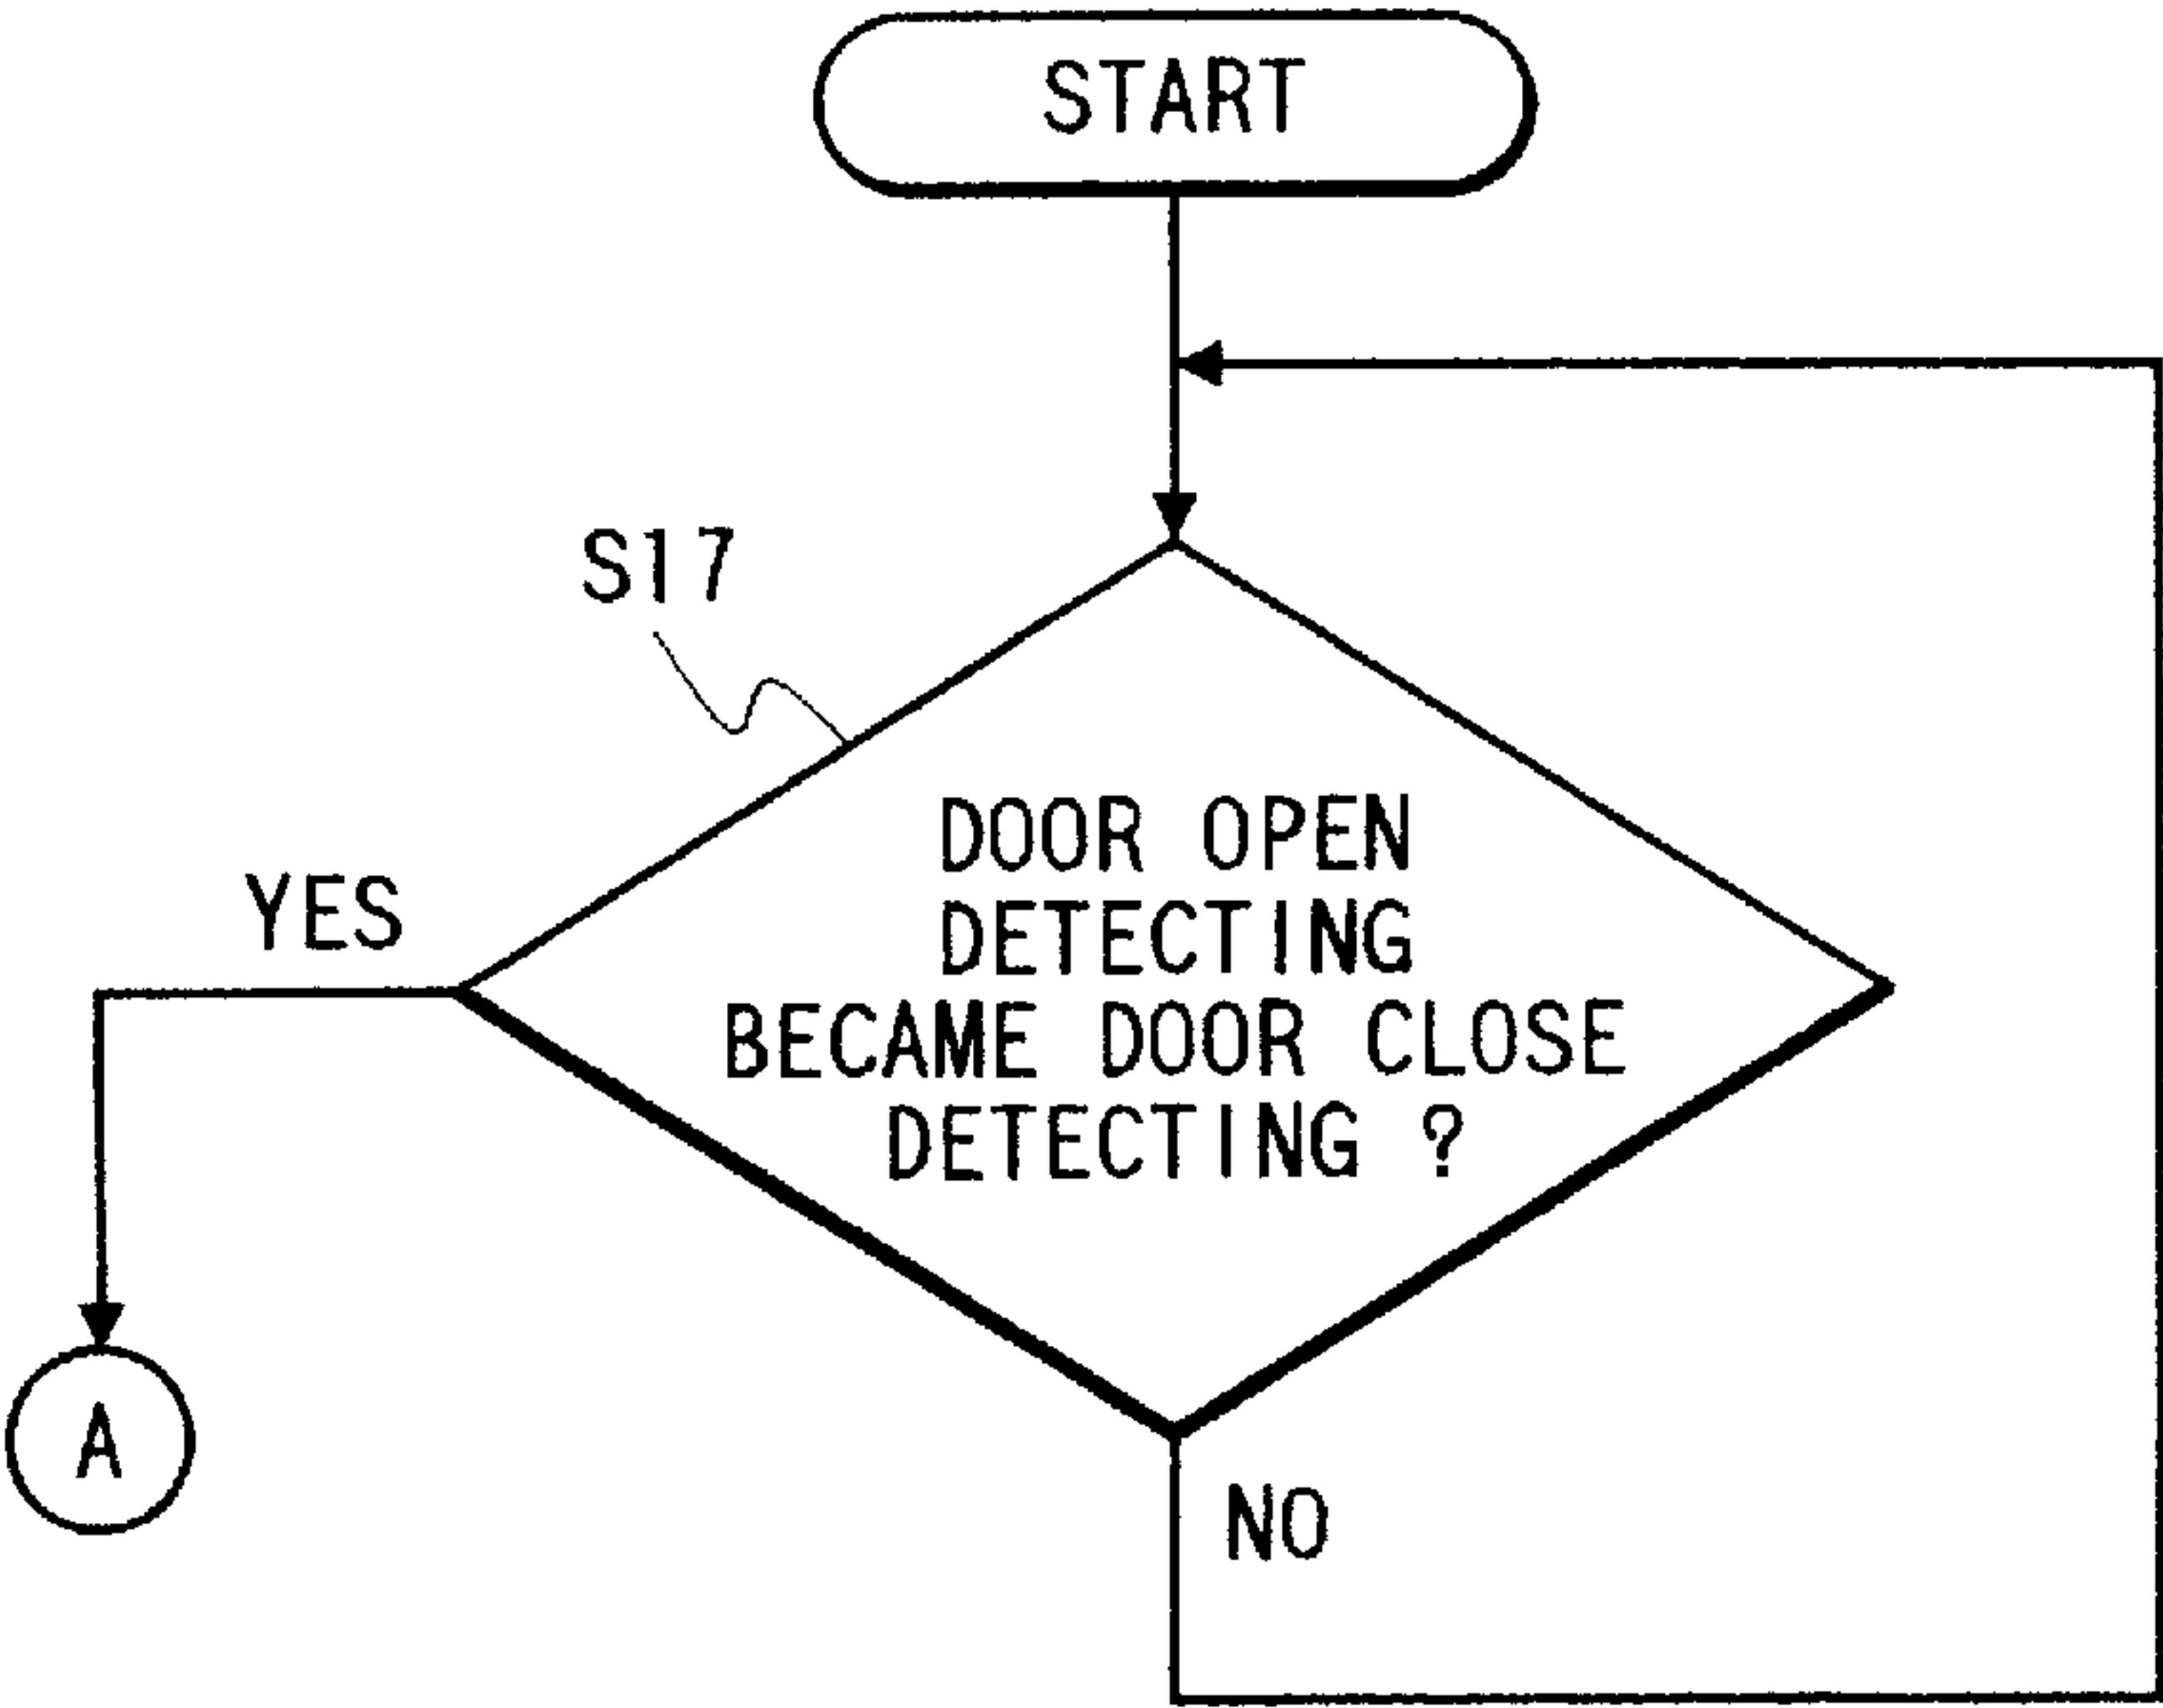 START
S17
DOOR OPEN
DETECTING
BECAME DOOR CLOSE
DETECTING ?
YES
A
NO